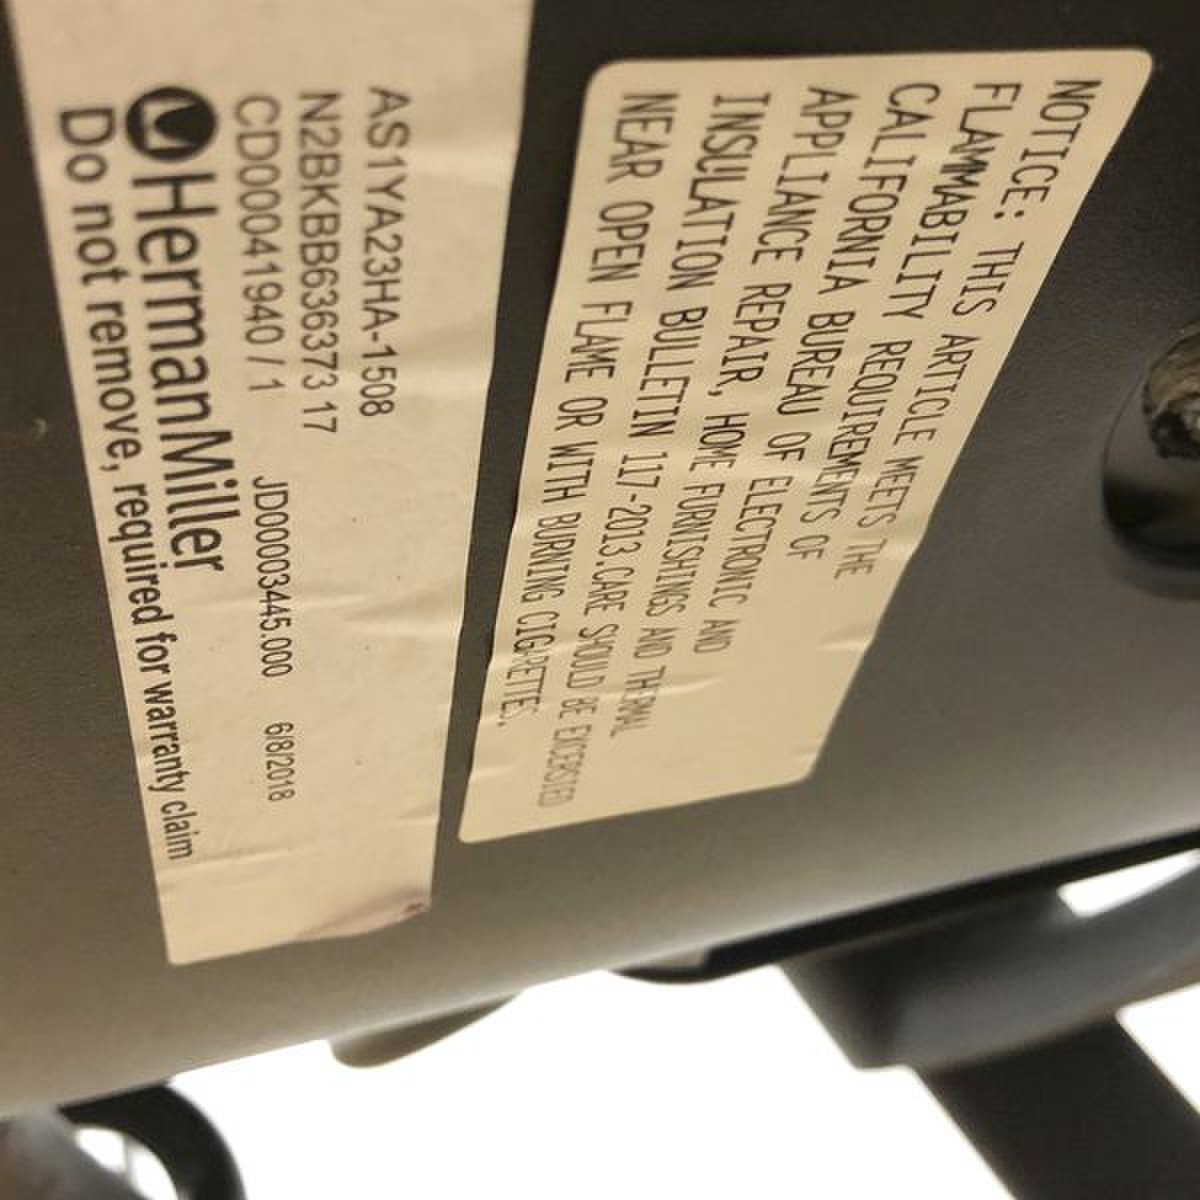 AS1YA23HA-1508
N2BKBB636373 17
CD00041940 / 1 JD00003445.000 6/8/2018
HermanMiller
Do not remove, required for warranty claim
NOTICE: THIS ARTICLE MEETS THE
FLAMMABILITY REQUIREMENTS OF
CALIFORNIA BUREAU OF ELECTRONIC AND
APPLIANCE REPAIR, HOME FURNISHINGS AND THERMAL
INSULATION BULLETIN 117-2013.CARE SHOULD BE EXCERSTED
NEAR OPEN FLAME OR WITH BURNING CIGARETTES.